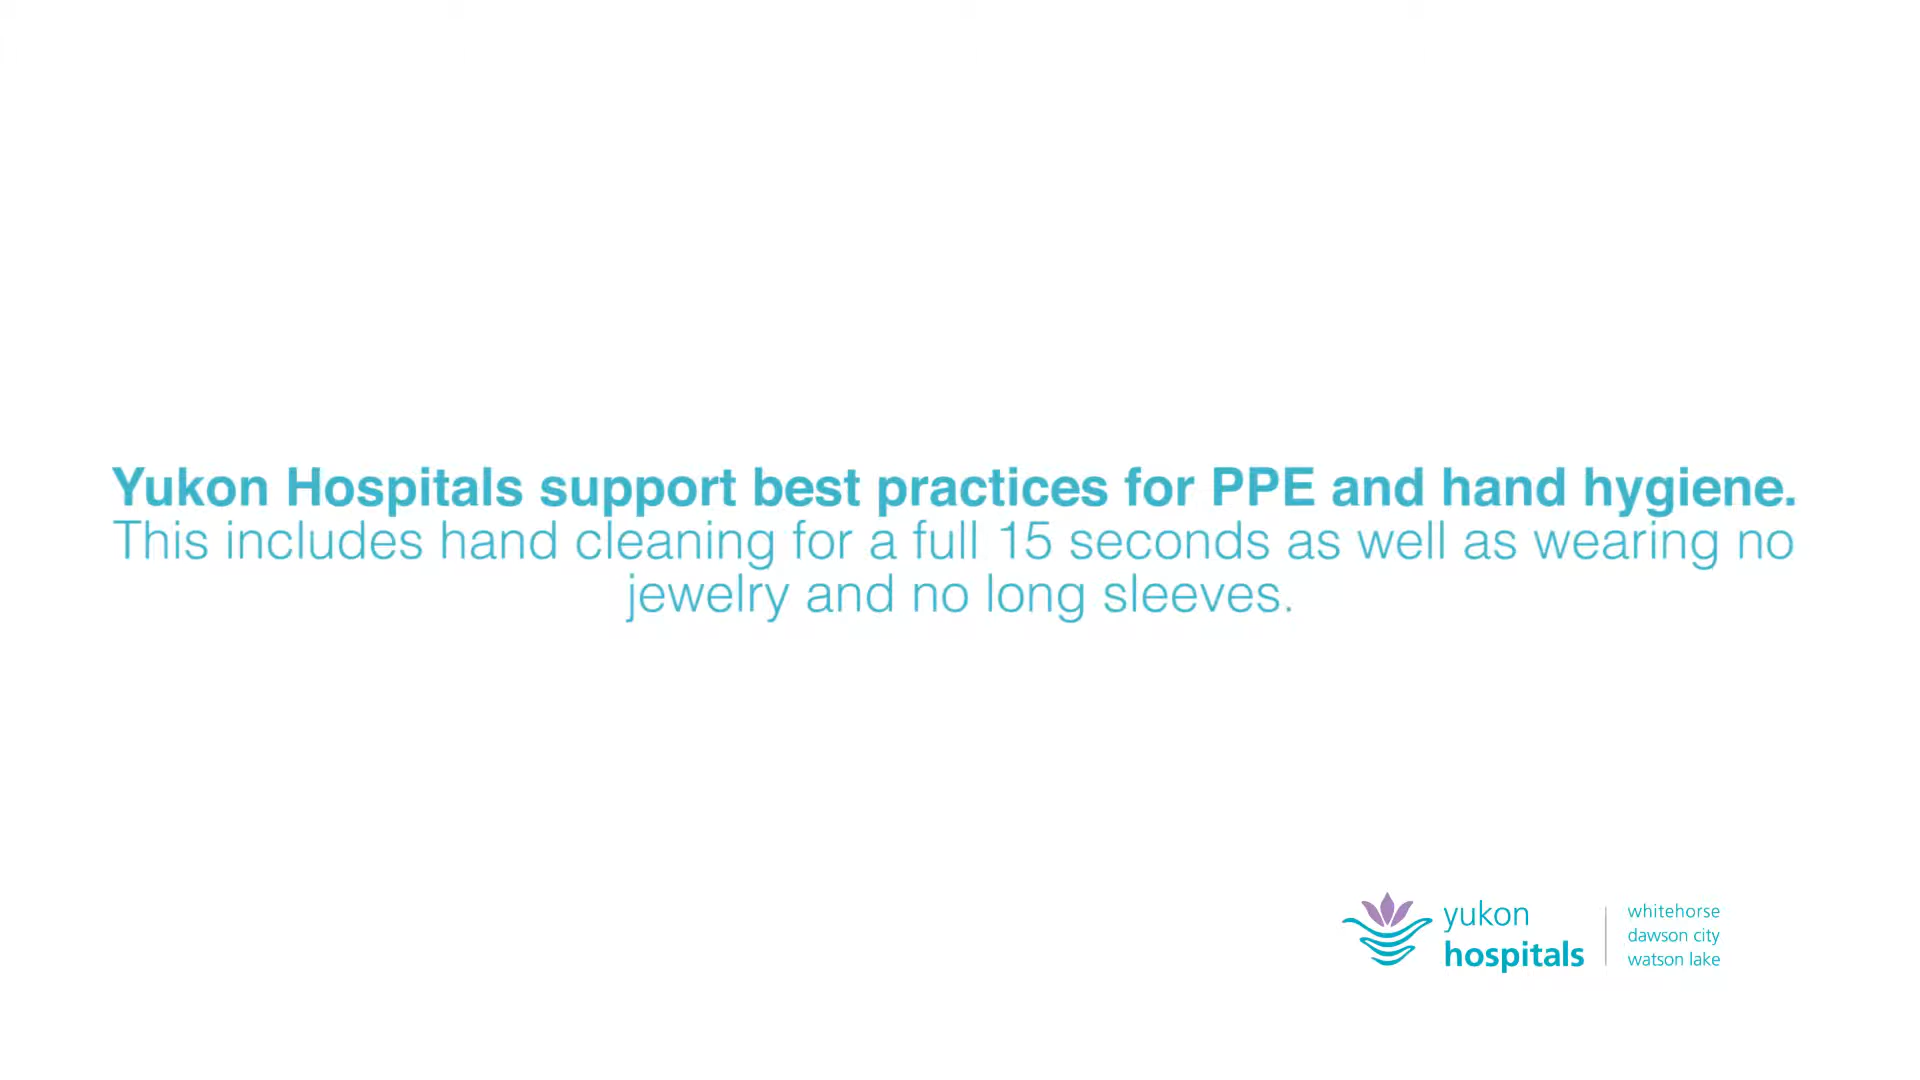 Yukon Hospitals support best practices for PPE and hand hygiene.
This includes hand cleaning for a full 15 seconds as well as wearing no
jewelry and no long sleeves.
yukon
hospitals
whitehorse
dawson city
watson lake